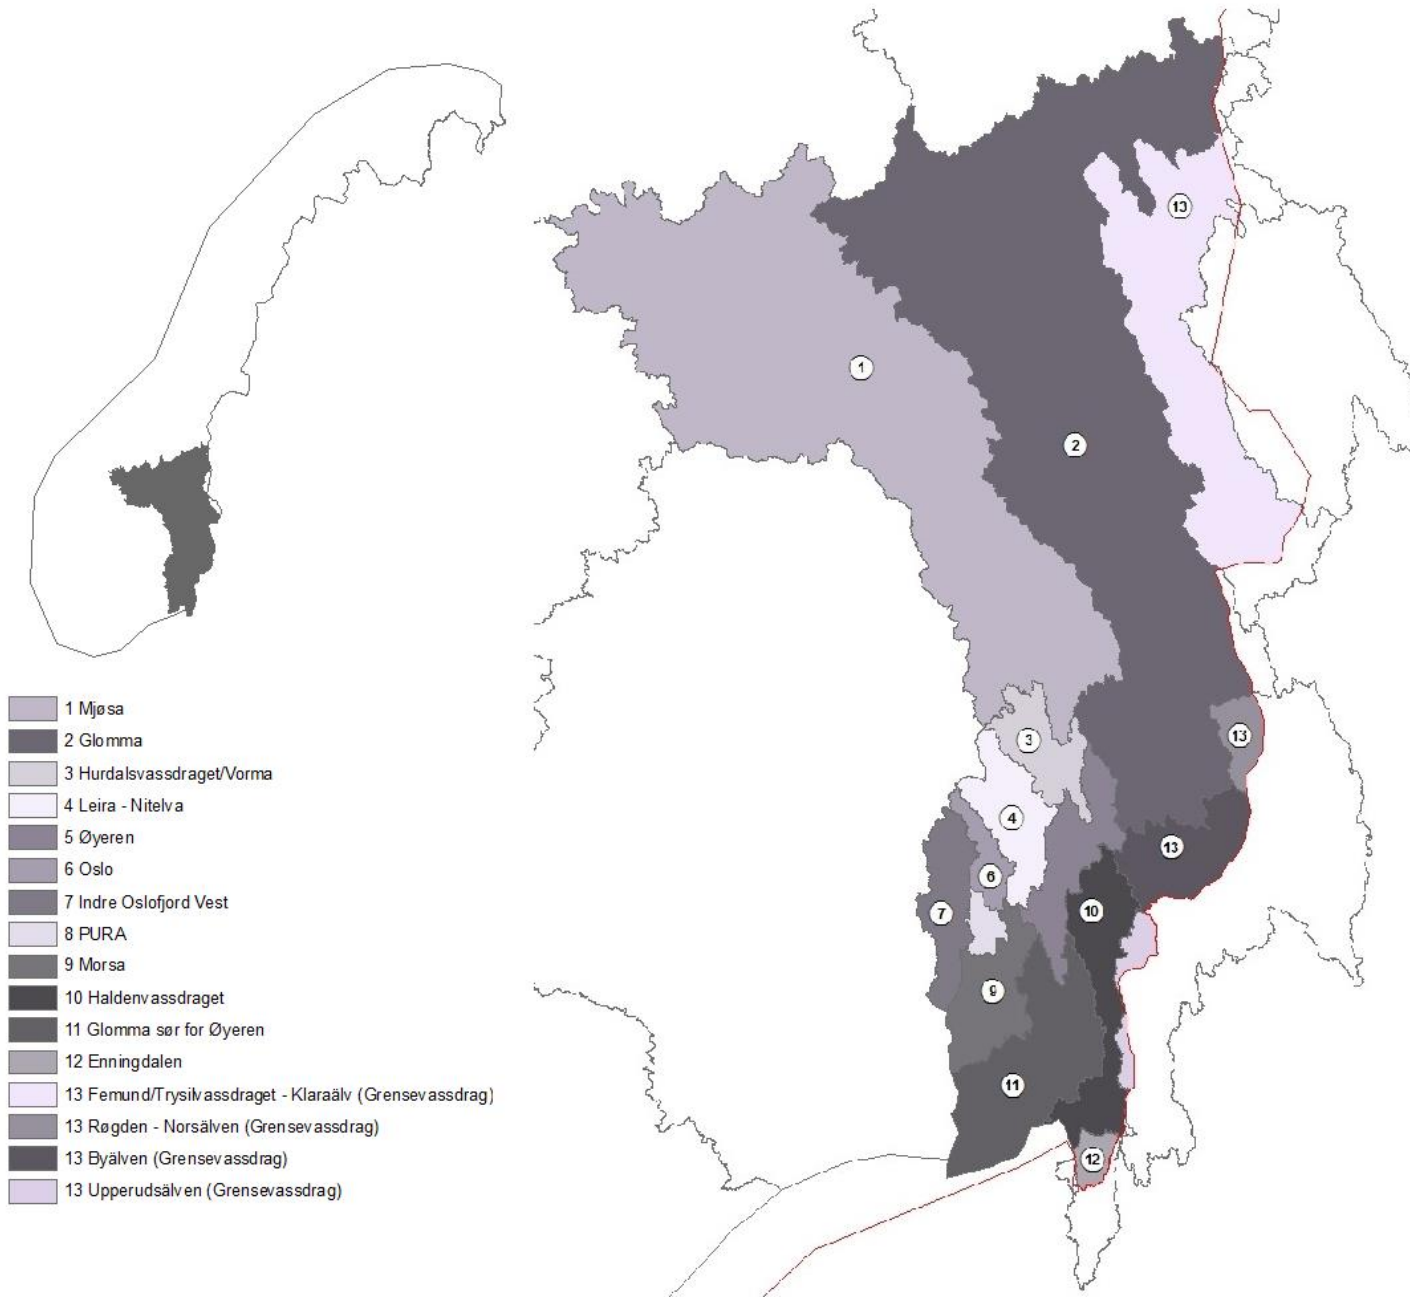 1 Mjøsa
2 Glomma
3 Hurdalsvassdraget/Vorma
4 Leira - Nitelva
5 Øyeren
6 Oslo
7 Indre Oslofjord Vest
8 PURA
9 Morsa
10 Haldenvassdraget
11 Glomma sør for Øyeren
12 Enningdalen
13 Femund/Trysilvassdraget - Klaraälv (Grensevassdrag)
13 Røgden - Norsälven (Grensevassdrag)
13 Byälven (Grensevassdrag)
13 Upperudsälven (Grensevassdrag)
13
1
2
3
13
4
13
6
10
7
9
11
12